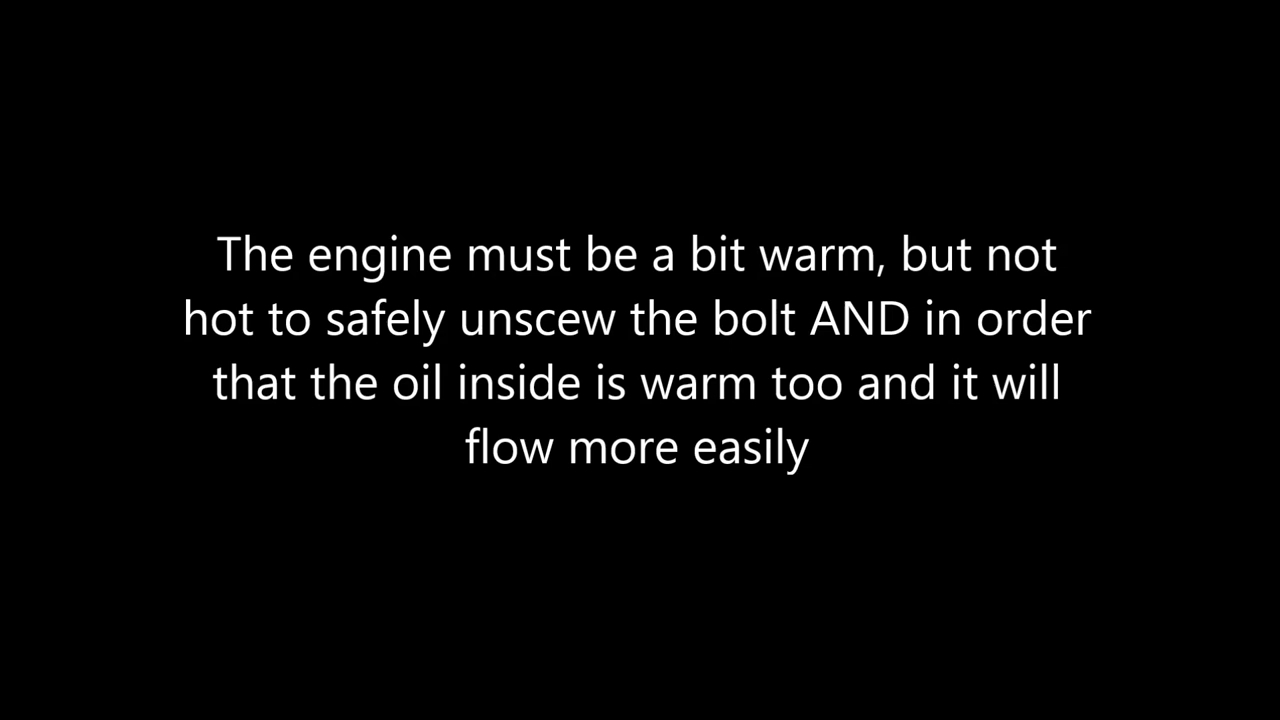 The engine must be a bit warm, but not
hot to safely unscew the bolt AND in order
that the oil inside is warm too and it will
flow more easily